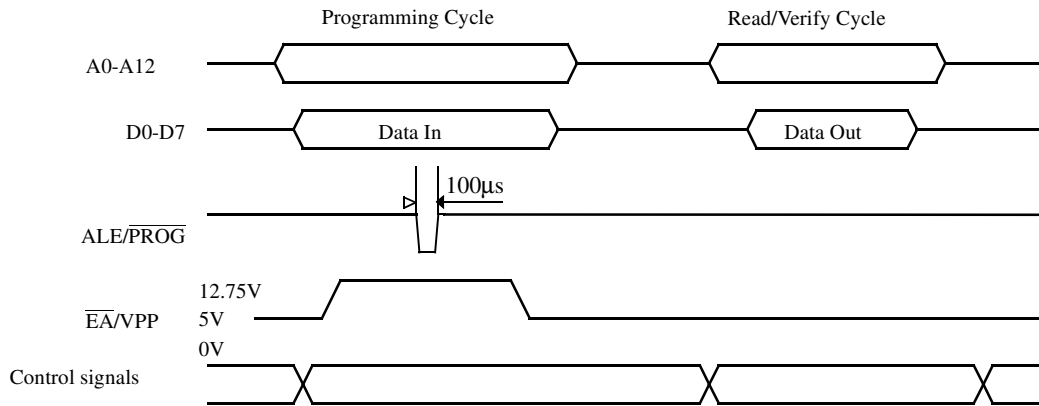 Programming Cycle Read/Verify Cycle
A0-A12
D0-D7 Data In Data Out
100μs
ALE/PROG
12.75V
EA/VPP 5V
0V
Control signals